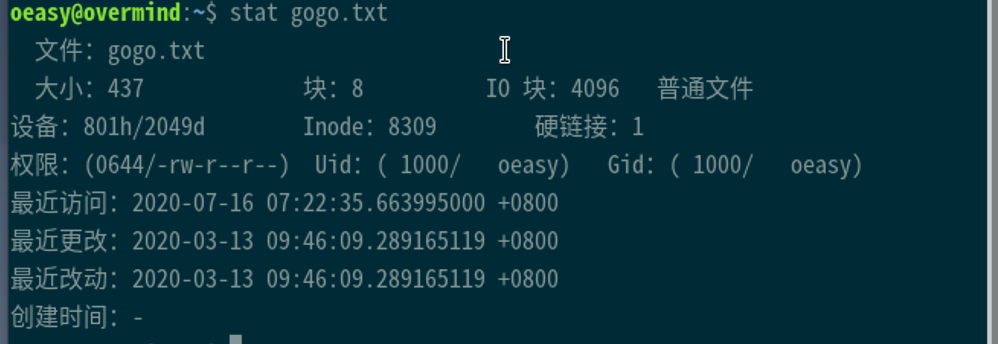 oeasy@overmind:~$ stat gogo.txt
文件：gogo.txt
大小：437 块：8 IO 块：4096 普通文件
设备：801h/2049d Inode：8309 硬链接：1
权限：(0644/-rw-r--r--) Uid：( 1000/ oeasy) Gid：( 1000/ oeasy)
最近访问：2020-07-16 07:22:35.663995000 +0800
最近更改：2020-03-13 09:46:09.289165119 +0800
最近改动：2020-03-13 09:46:09.289165119 +0800
创建时间：-